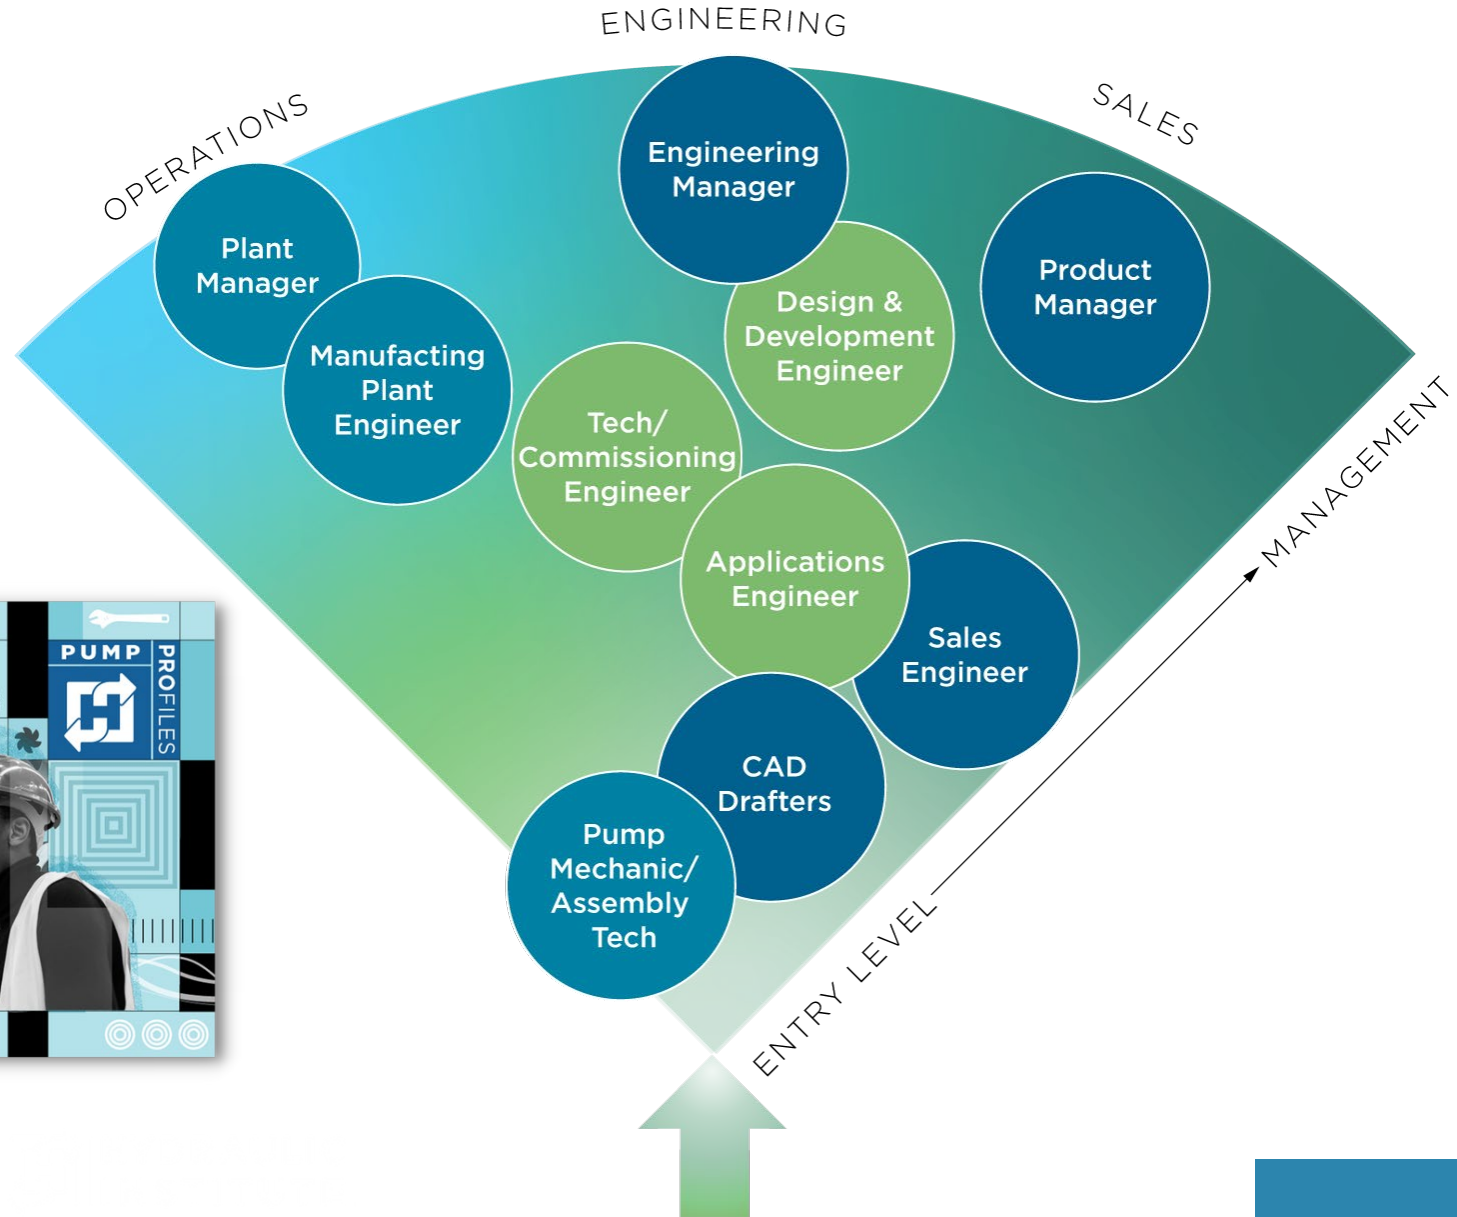 ENGINEERING
OPERATIONS
SALES
Engineering
Manager
Plant
Manager
Product
Manager
Design &
Development
Engineer
Manufacting
Plant
Engineer
Tech/
Commissioning
Engineer
Applications
Engineer
Sales
Engineer
CAD
Drafters
Pump
Mechanic/
Assembly
Tech
ENTRY LEVEL
MANAGEMENT
PUMP
PROFILES